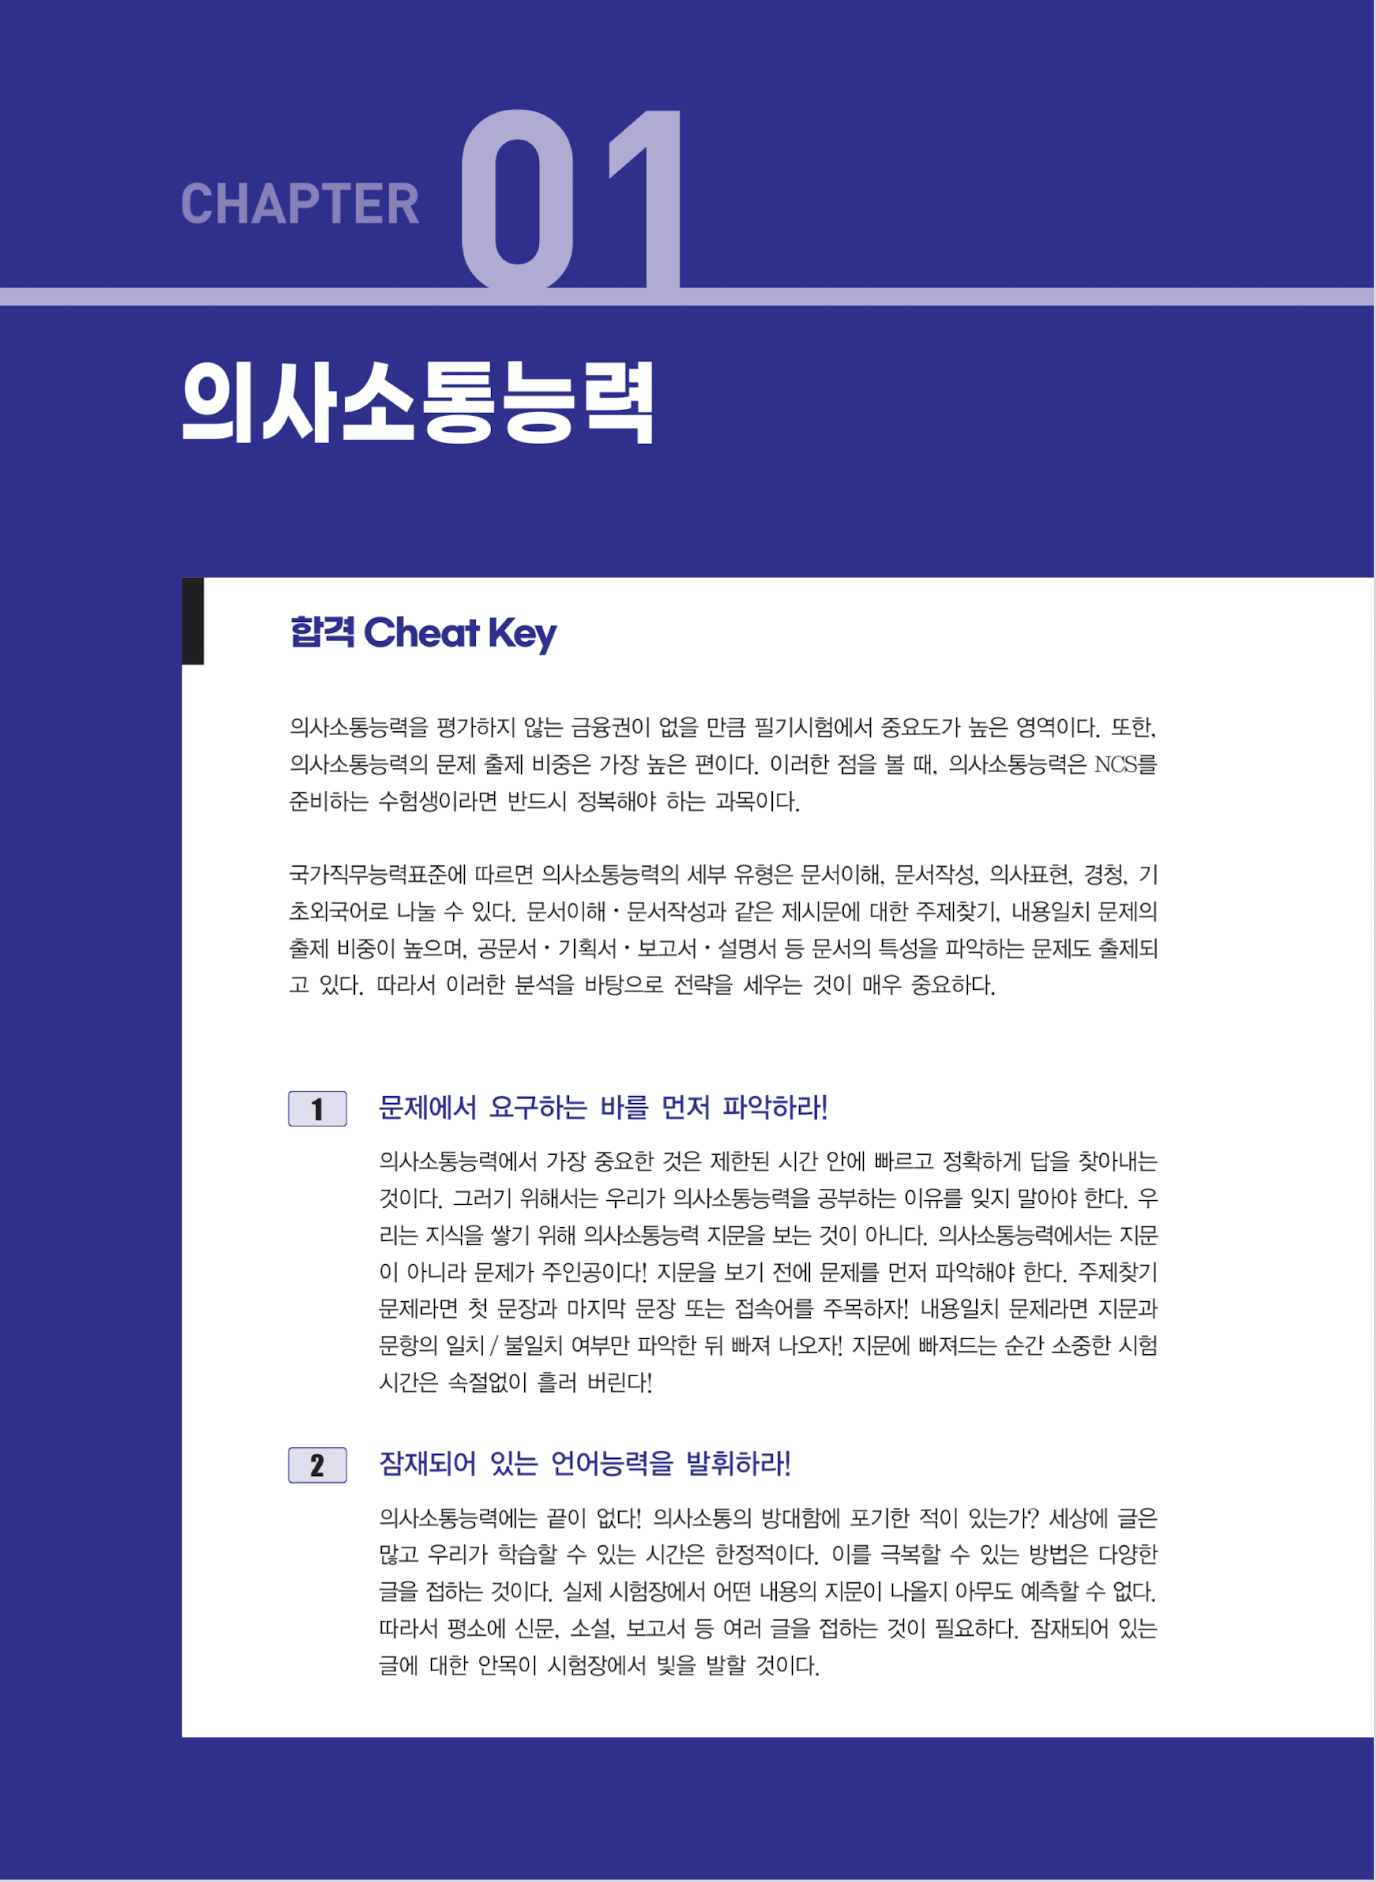 CHAPTER 01
의사소통능력
합격 Cheat Key
의사소통능력을 평가하지 않는 금융권이 없을 만큼 필기시험에서 중요도가 높은 영역이다. 또한,
의사소통능력의 문제 출제 비중은 가장 높은 편이다. 이러한 점을 볼 때, 의사소통능력은 NCS를
준비하는 수험생이라면 반드시 정복해야 하는 과목이다.
국가직무능력표준에 따르면 의사소통능력의 세부 유형은 문서이해, 문서작성, 의사표현, 경청, 기
초외국어로 나눌 수 있다. 문서이해・문서작성과 같은 제시문에 대한 주제찾기, 내용일치 문제의
출제 비중이 높으며, 공문서・기획서・보고서・설명서 등 문서의 특성을 파악하는 문제도 출제되
고 있다. 따라서 이러한 분석을 바탕으로 전략을 세우는 것이 매우 중요하다.
1 문제에서 요구하는 바를 먼저 파악하라!
의사소통능력에서 가장 중요한 것은 제한된 시간 안에 빠르고 정확하게 답을 찾아내는
것이다. 그러기 위해서는 우리가 의사소통능력을 공부하는 이유를 잊지 말아야 한다. 우
리는 지식을 쌓기 위해 의사소통능력 지문을 보는 것이 아니다. 의사소통능력에서는 지문
이 아니라 문제가 주인공이다! 지문을 보기 전에 문제를 먼저 파악해야 한다. 주제찾기
문제라면 첫 문장과 마지막 문장 또는 접속어를 주목하자! 내용일치 문제라면 지문과
문항의 일치 / 불일치 여부만 파악한 뒤 빠져 나오자! 지문에 빠져드는 순간 소중한 시험
시간은 속절없이 흘러 버린다!
2 잠재되어 있는 언어능력을 발휘하라!
의사소통능력에는 끝이 없다! 의사소통의 방대함에 포기한 적이 있는가? 세상에 글은
많고 우리가 학습할 수 있는 시간은 한정적이다. 이를 극복할 수 있는 방법은 다양한
글을 접하는 것이다. 실제 시험장에서 어떤 내용의 지문이 나올지 아무도 예측할 수 없다.
따라서 평소에 신문, 소설, 보고서 등 여러 글을 접하는 것이 필요하다. 잠재되어 있는
글에 대한 안목이 시험장에서 빛을 발할 것이다.